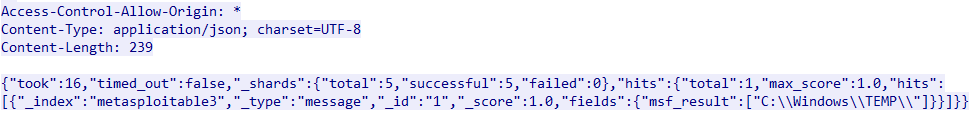 Access-Control-Allow-Origin: *
Content-Type: application/json; charset=UTF-8
Content-Length: 239

{"took":16,"timed_out":false,"_shards":{"total":5,"successful":5,"failed":0},"hits":{"total":1,"max_score":1.0,"hits":
[{"_index":"metasploitable3","_type":"message","_id":"1","_score":1.0,"fields":{"msf_result":["C:\\Windows\\TEMP\\"]}}]}}